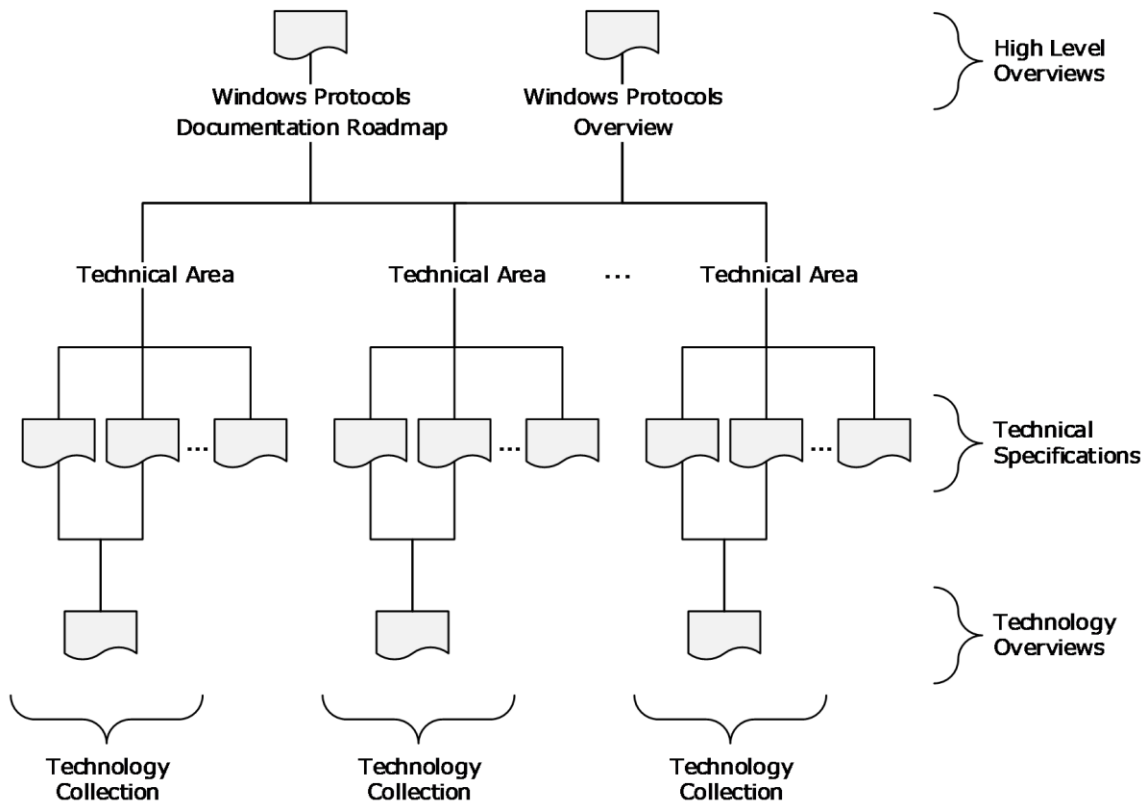 High Level
Overviews
Windows Protocols
Documentation Roadmap
Windows Protocols
Overview
Technical Area
Technical Area
...
Technical Area
...
...
...
Technical
Specifications
Technology
Overviews
Technology
Collection
Technology
Collection
Technology
Collection